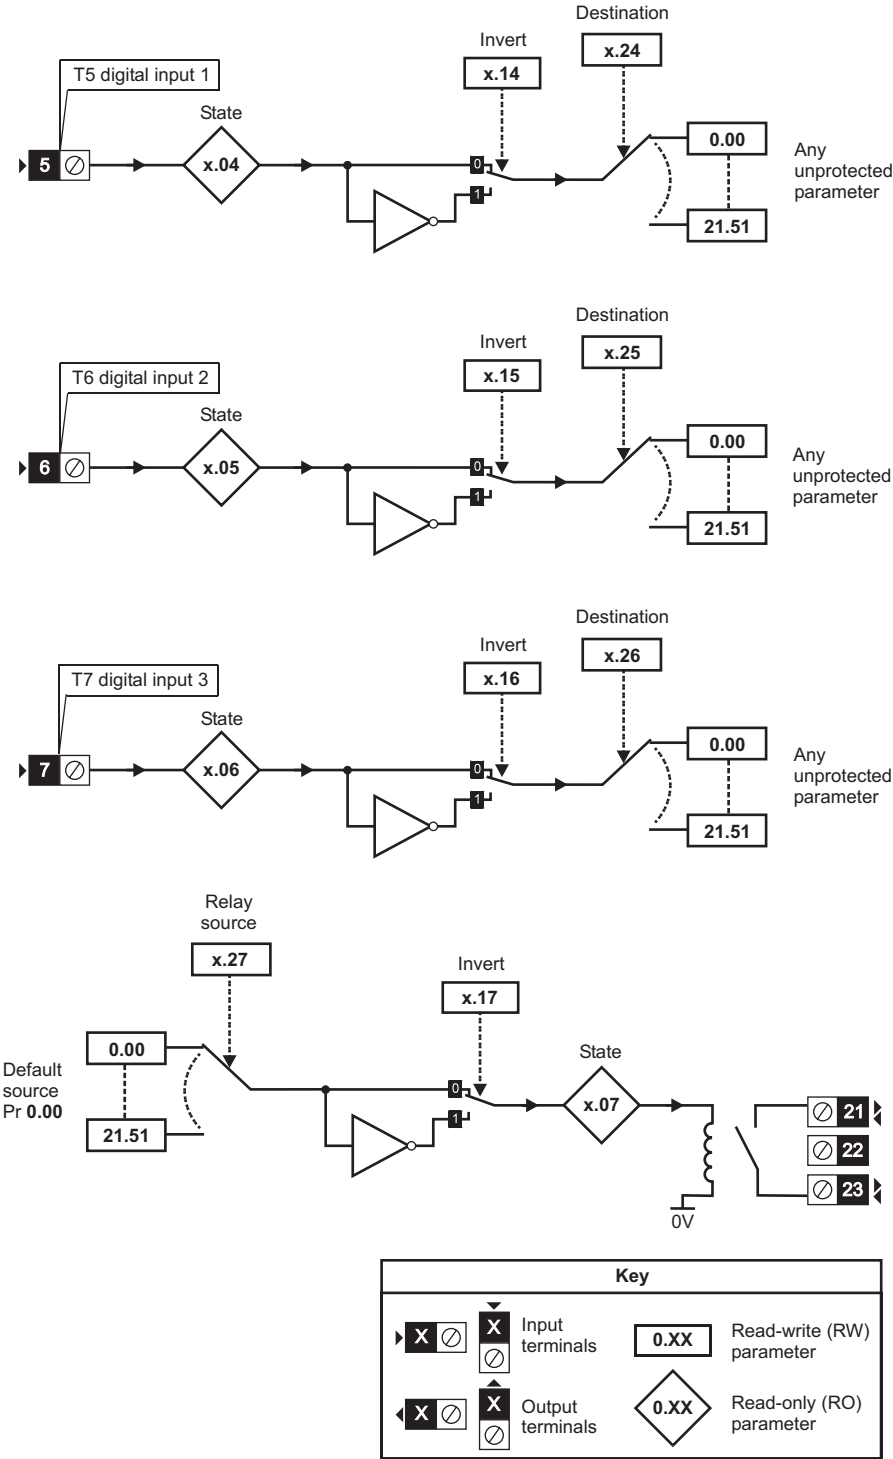 Destination
x.24
Invert
x.14
T5 digital input 1
State
5
x.04
0
1
0.00
21.51
Any
unprotected
parameter
Destination
x.25
Invert
x.15
T6 digital input 2
State
6
x.05
0
1
0.00
21.51
Any
unprotected
parameter
Destination
x.26
Invert
x.16
T7 digital input 3
State
7
x.06
0
1
0.00
21.51
Any
unprotected
parameter
Relay
source
x.27
Invert
x.17
Default
source
Pr 0.00
0.00
21.51
0
1
State
x.07
0V
21
22
23
Key
X
X
Input
terminals
0.XX
Read-write (RW)
parameter
X
X
Output
terminals
0.XX
Read-only (RO)
parameter